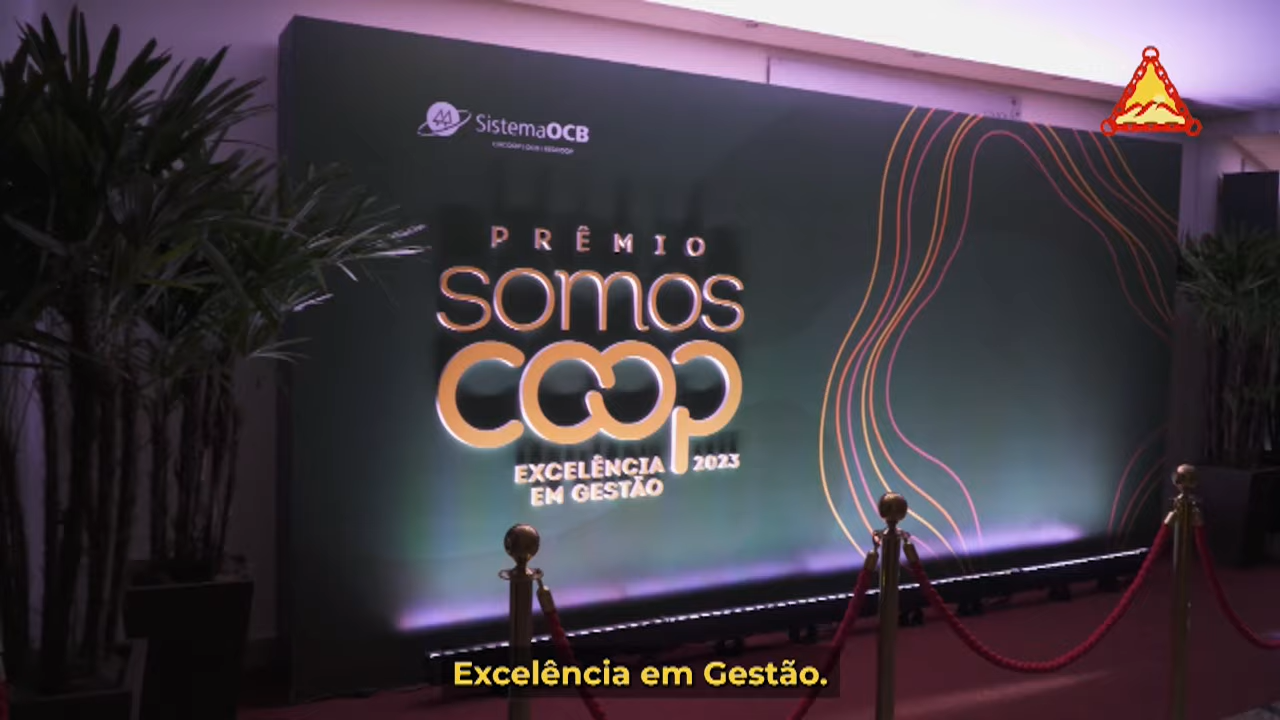 SistemaOCB
PRÊMIO
somos
coop
EXCELÊNCIA 2023
EM GESTÃO
Excelência em Gestão.